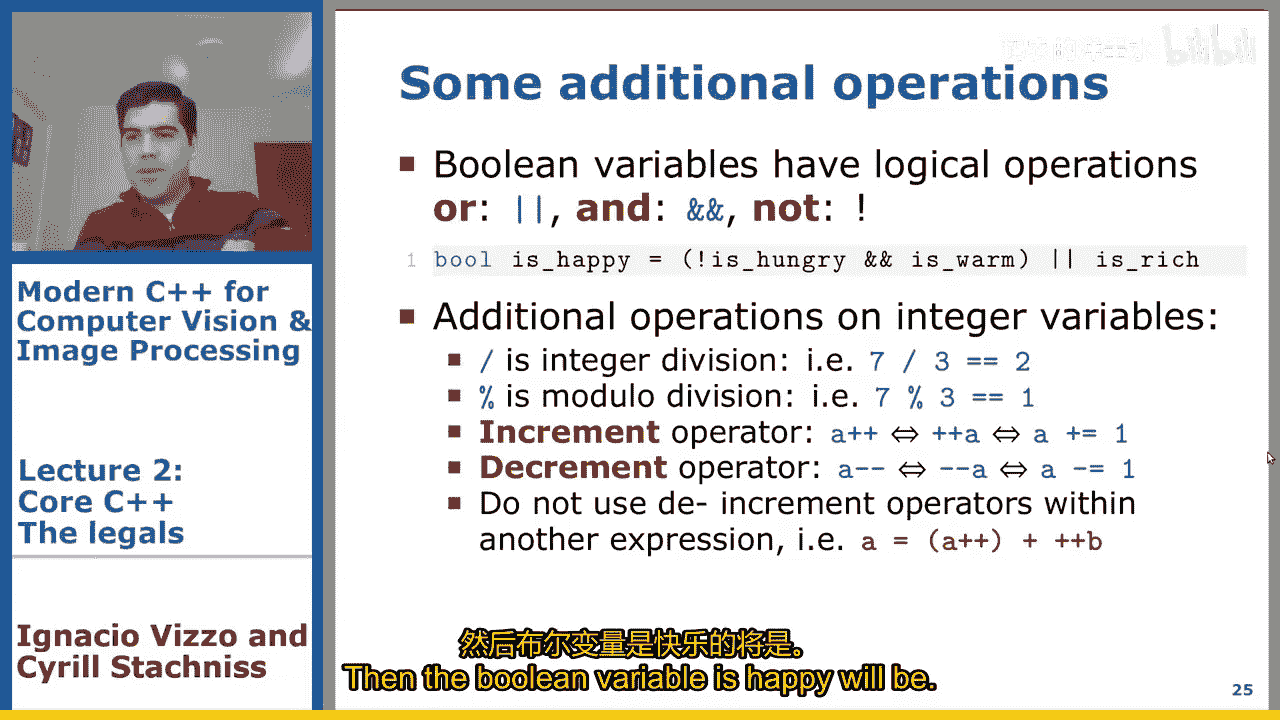 bilibili
Some additional operations
Boolean variables have logical operations
or: ||, and: &&, not: !
1 bool is_happy = (!is_hungry && is_warm) || is_rich
Additional operations on integer variables:
/ is integer division: i.e. 7 / 3 == 2
% is modulo division: i.e. 7 % 3 == 1
Increment operator: a++ ⇔ ++a ⇔ a += 1
Decrement operator: a-- ⇔ --a ⇔ a -= 1
Do not use de- increment operators within
another expression, i.e. a = (a++) + ++b
Modern C++ for
Computer Vision &
Image Processing
Lecture 2:
Core C++
The legals
Ignacio Vizzo and
Cyrill Stachniss
然后布尔变量是快乐的将是。
Then the boolean variable is happy will be.
25